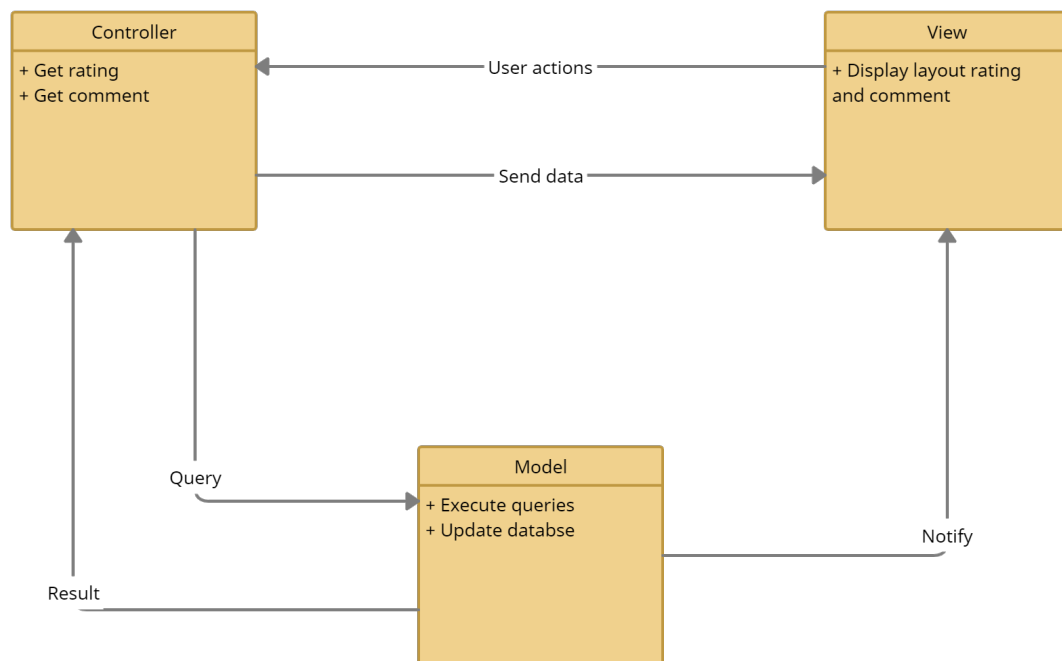 Controller
+ Get rating
+ Get comment
User actions
Send data
View
+ Display layout rating
and comment
Query
Result
Model
+ Execute queries
+ Update databse
Notify